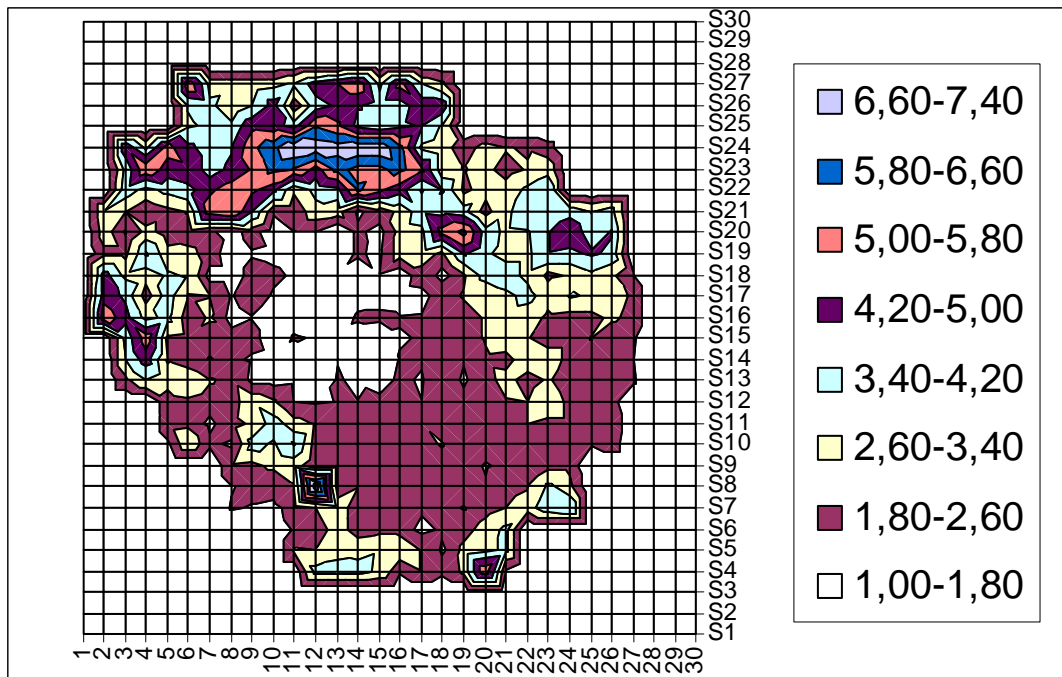 S30
S29
S28
S27
S26
S25
S24
S23
S22
S21
S20
S19
S18
S17
S16
S15
S14
S13
S12
S11
S10
S9
S8
S7
S6
S5
S4
S3
S2
S1
1 2 3 4 5 6 7 8 9 10 11 12 13 14 15 16 17 18 19 20 21 22 23 24 25 26 27 28 29 30
6,60-7,40
5,80-6,60
5,00-5,80
4,20-5,00
3,40-4,20
2,60-3,40
1,80-2,60
1,00-1,80